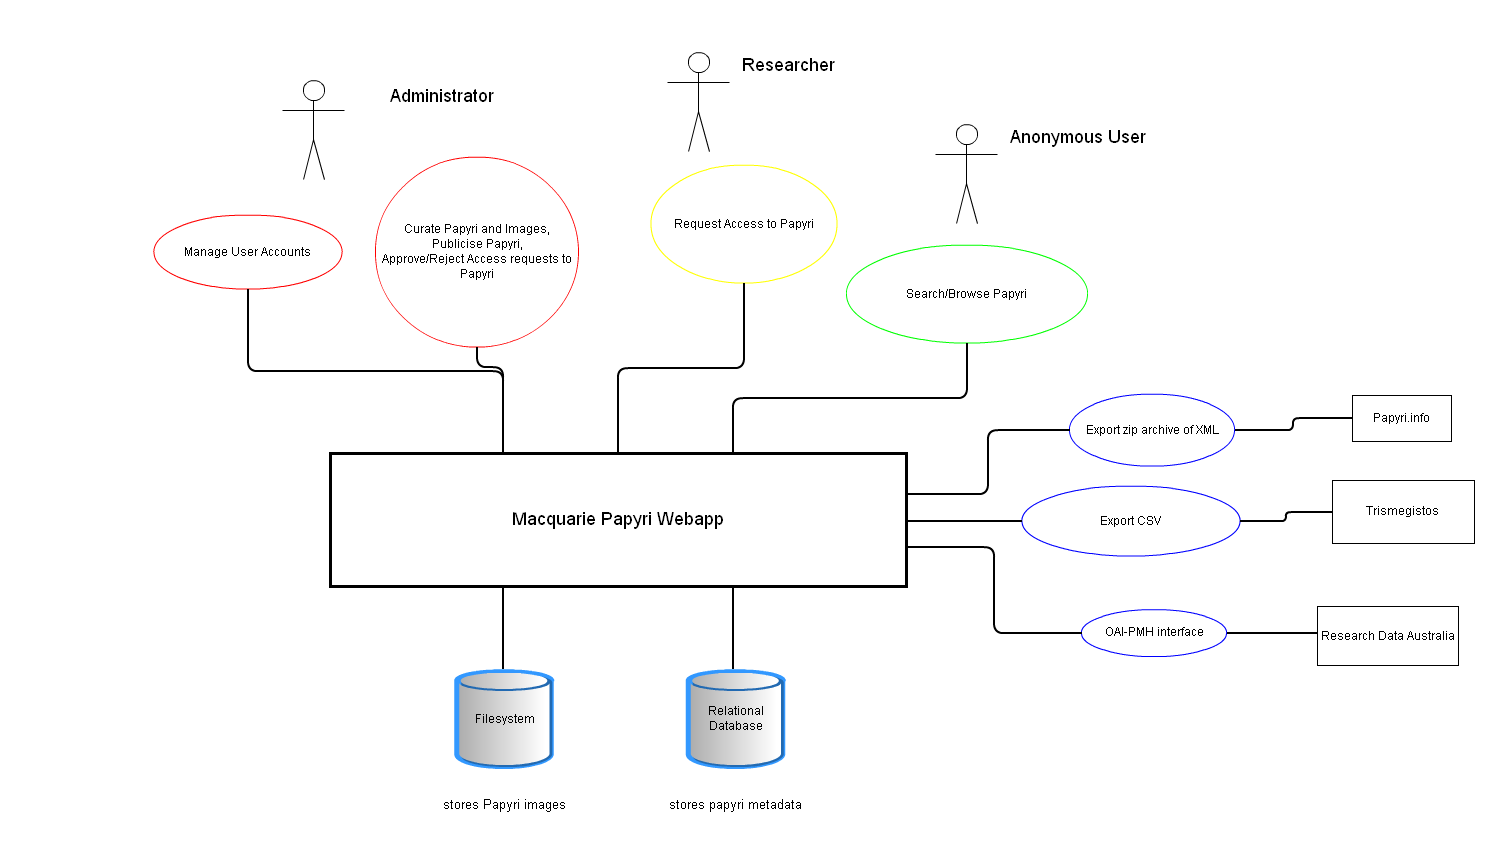 Researcher
Administrator
Anonymous User
Manage User Accounts
Curate Papyri and Images,
Publicise Papyri,
Approve/Reject Access requests to
Papyri
Request Access to Papyri
Search/Browse Papyri
Export zip archive of XML
Papyri.info
Macquarie Papyri Webapp
Export CSV
Trismegistos
OAI-PMH interface
Research Data Australia
Filesystem
Relational
Database
stores Papyri images
stores papyri metadata